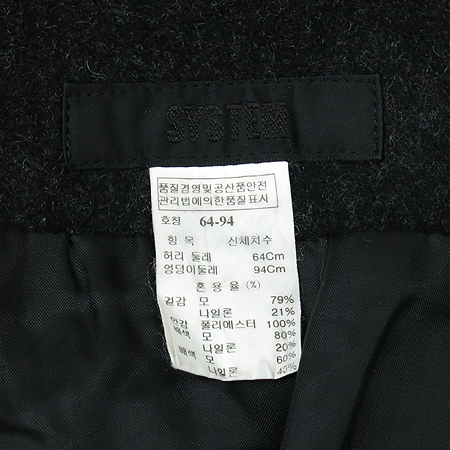 SYSTEM
품질경영및공산품안전
관리법에의한품질표시
호칭 64-94
항 목 신체치수
허리 둘레 64Cm
엉덩이둘레 94Cm
혼 용 율 (%)
겉감 모 79%
나일론 21%
안감 폴리에스터 100%
배색 모 80%
나일론 20%
배색 모 60%
나일론 40%